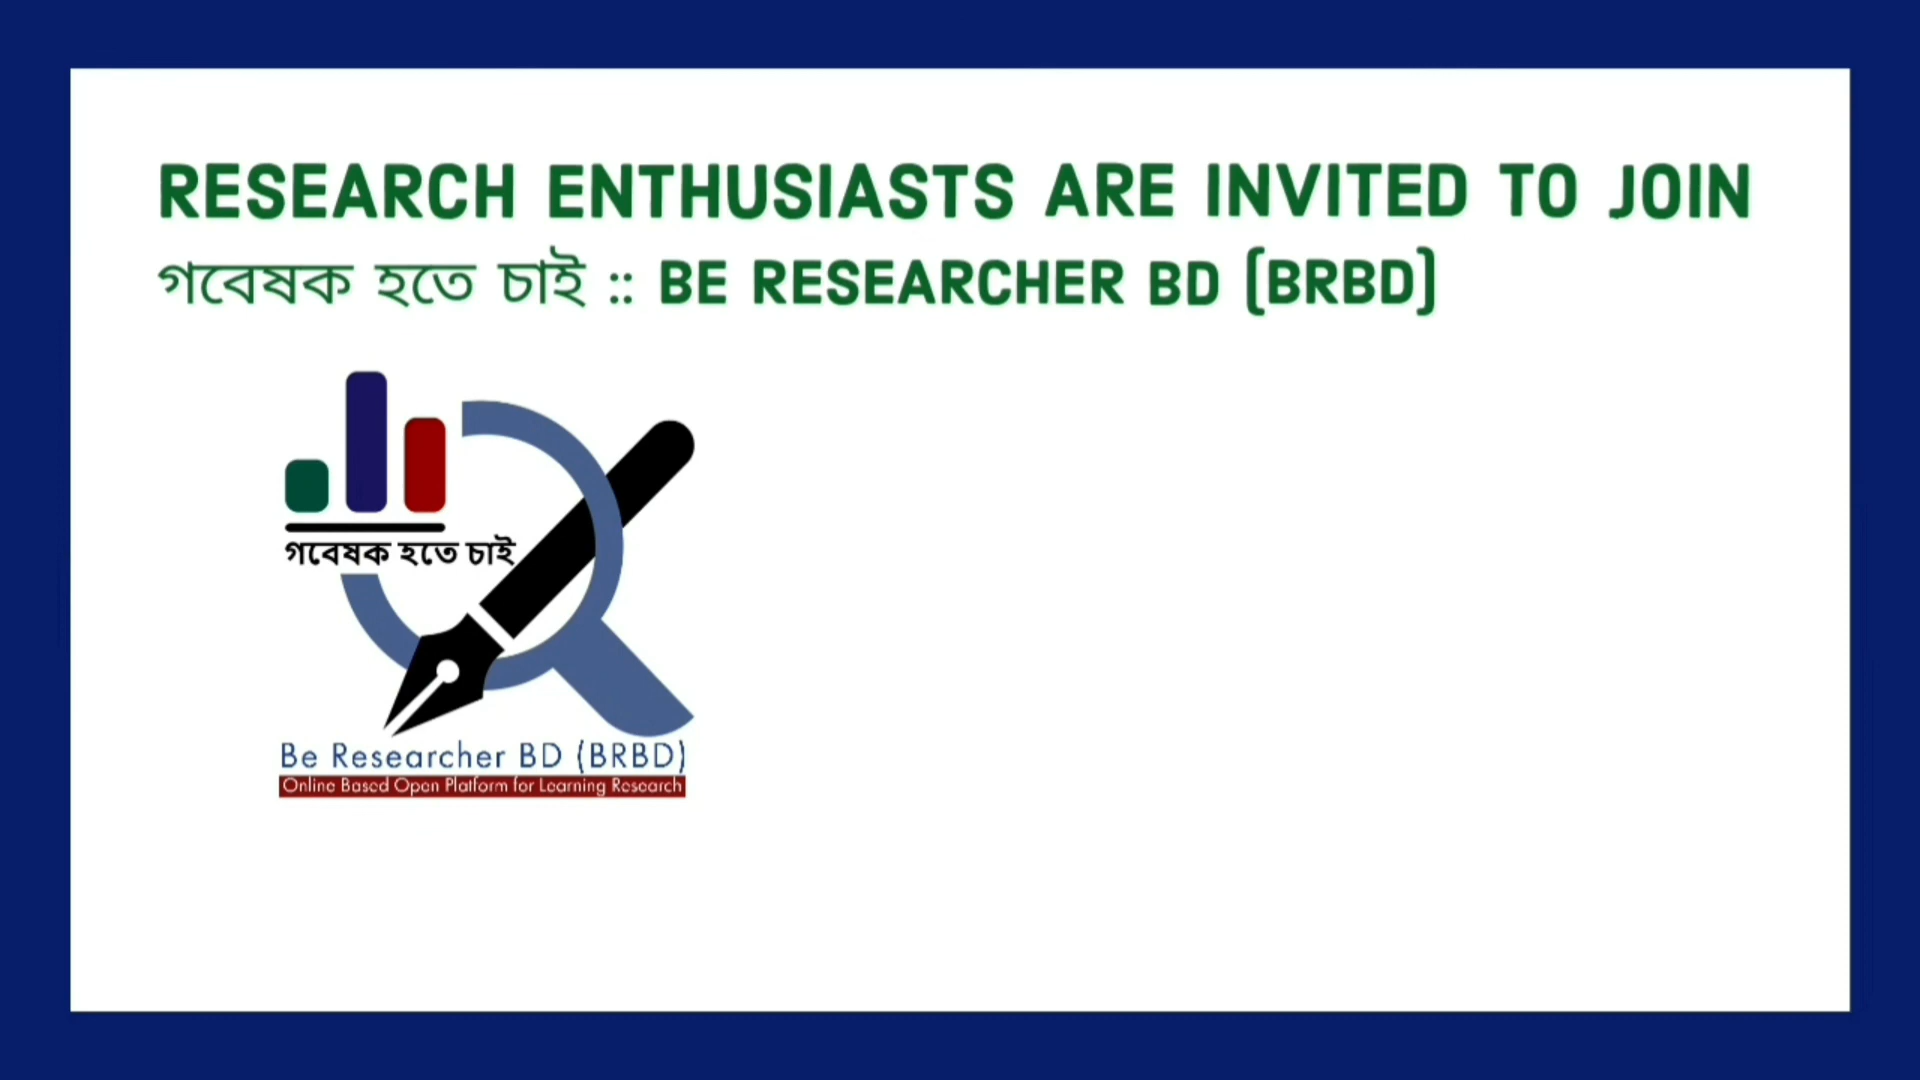 RESEARCH ENTHUSIASTS ARE INVITED TO JOIN
গবেষক হতে চাই :: BE RESEARCHER BD (BRBD)
গবেষক হতে চাই
Be Researcher BD (BRBD)
Online Based Open Platform for Learning Research